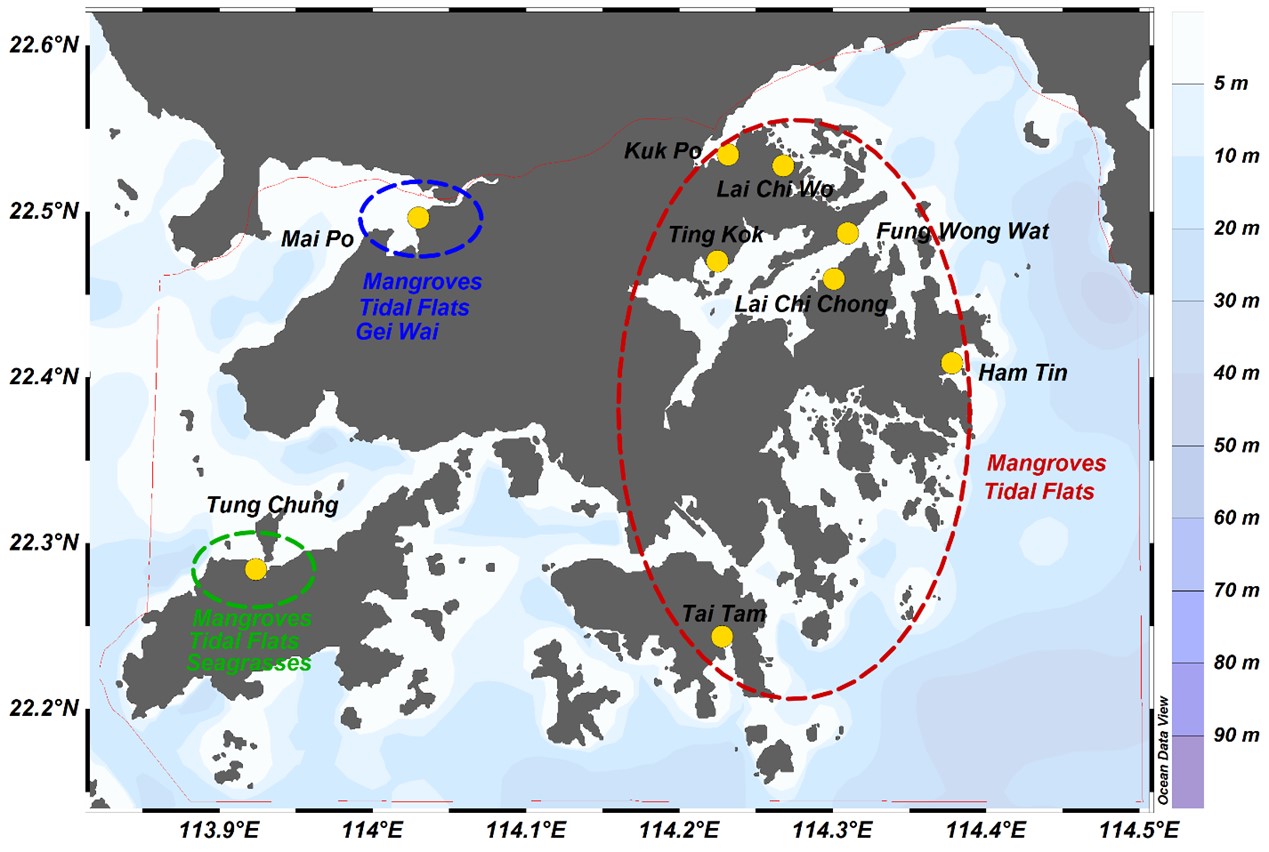 22.6°N
22.5°N
22.4°N
22.3°N
22.2°N
Kuk Po
Lai Chi Wo
Mai Po
Ting Kok
Fung Wong Wat
Mangroves
Tidal Flats
Gei Wai
Lai Chi Chong
Ham Tin
Mangroves
Tidal Flats
Tung Chung
Mangroves
Tidal Flats
Seagrasses
Tai Tam
113.9°E
114°E
114.1°E
114.2°E
114.3°E
114.4°E
114.5°E
5 m
10 m
20 m
30 m
40 m
50 m
60 m
70 m
80 m
90 m
Ocean Data View